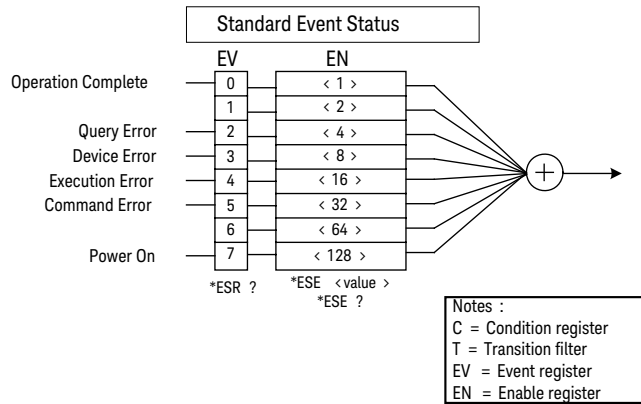 Standard Event Status
EV EN
Operation Complete 0 < 1 >
1 < 2 >
Query Error 2 < 4 >
Device Error 3 < 8 >
Execution Error 4 < 16 >
Command Error 5 < 32 >
6 < 64 >
Power On 7 < 128 >
+
*ESR ? *ESE < value >
*ESE ?
Notes :
C = Condition register
T = Transition filter
EV = Event register
EN = Enable register